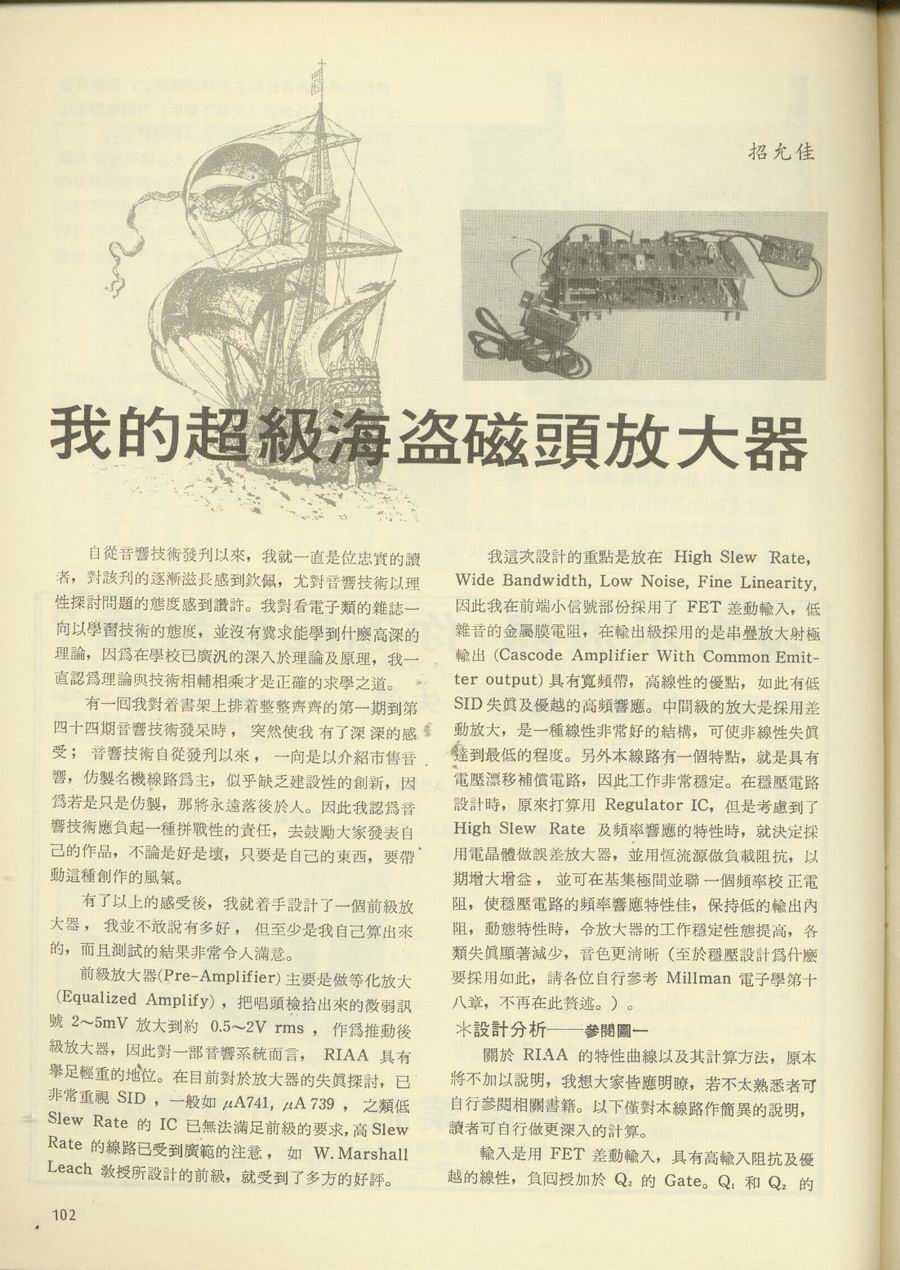 招允佳
我的超級海盗磁頭放大器
自從音響技術發刋以來，我就一直是位忠實的讀
者，對該刋的逐漸滋長感到欽佩，尤對音響技術以理
性探討問題的態度感到讚許。我對看電子類的雜誌一
向以學習技術的態度，並沒有冀求能學到什麽高深的
理論，因爲在學校已廣汎的深入於理論及原理，我一
直認爲理論與技術相輔相乘才是正確的求學之道。
有一囘我對着書架上排着整整齊齊的第一期到第
四十四期音響技術發呆時，突然使我有了深深的感
受；音響技術自從發刋以來，一向是以介紹市售音
響，仿製名機線路爲主，似乎缺乏建設性的創新，因
爲若是只是仿製，那將永遠落後於人。因此我認爲音
響技術應負起一種拼戰性的責任，去鼓勵大家發表自
己的作品，不論是好是壞，只要是自己的東西，要帶
動這種創作的風氣。
有了以上的感受後，我就着手設計了一個前級放
大器，我並不敢說有多好，但至少是我自己算出來
的，而且測試的結果非常令人滿意。
前級放大器(Pre-Amplifier)主要是做等化放大
(Equalized Amplify)，把唱頭檢拾出來的微弱訊
號 2～5mV 放大到約 0.5～2V rms，作爲推動後
級放大器，因此對一部音響系統而言，RIAA 具有
舉足輕重的地位。在目前對於放大器的失眞探討，已
非常重視 SID，一般如 μA741, μA 739，之類低
Slew Rate 的 IC 已無法滿足前級的要求,高 Slew
Rate 的線路已受到廣範的注意，如 W. Marshall
Leach 敎授所設計的前級，就受到了多方的好評。
我這次設計的重點是放在 High Slew Rate,
Wide Bandwidth, Low Noise, Fine Linearity,
因此我在前端小信號部份採用了 FET 差動輸入，低
雜音的金屬膜電阻，在輸出級採用的是串疊放大射極
輸出 (Cascode Amplifier With Common Emit-
ter output) 具有寬頻帶，高線性的優點，如此有低
SID 失眞及優越的高頻響應。中間級的放大是採用差
動放大，是一種線性非常好的結構，可使非線性失眞
達到最低的程度。另外本線路有一個特點，就是具有
電壓漂移補償電路，因此工作非常穩定。在穩壓電路
設計時，原來打算用 Regulator IC，但是考慮到了
High Slew Rate 及頻率響應的特性時，就決定採
用電晶體做誤差放大器，並用恆流源做負載阻抗，以
期增大增益，並可在基集極間並聯一個頻率校正電
阻，使穩壓電路的頻率響應特性佳，保持低的輸出內
阻，動態特性時，令放大器的工作穩定性態提高，各
類失眞顯著減少，音色更清晰（至於穩壓設計爲什麽
要採用如此，請各位自行參考 Millman 電子學第十
八章，不再在此贅述。）。
＊設計分析——參閱圖一
關於 RIAA 的特性曲線以及其計算方法，原本
將不加以說明，我想大家皆應明瞭，若不太熟悉者可
自行參閱相關書籍。以下僅對本線路作簡異的說明，
讀者可自行做更深入的計算。
輸入是用 FET 差動輸入，具有高輸入阻抗及優
越的線性，負囘授加於 Q₂ 的 Gate。Q₁ 和 Q₂ 的
102